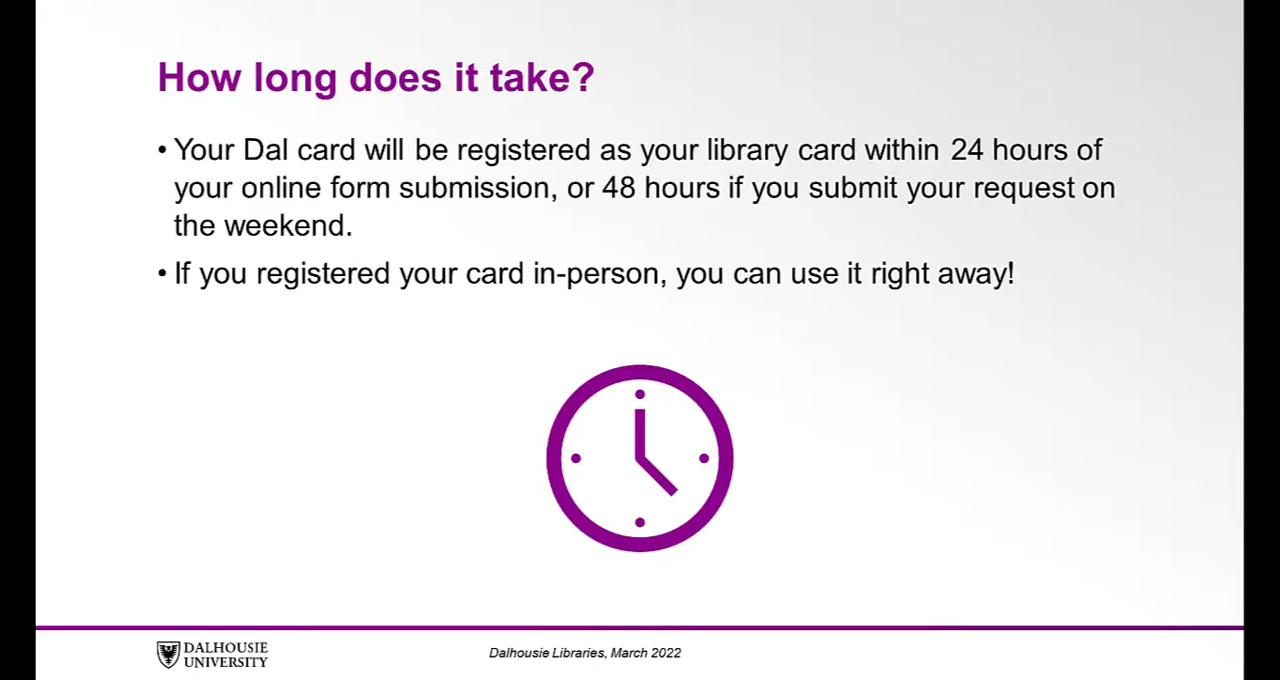 How long does it take?
• Your Dal card will be registered as your library card within 24 hours of
your online form submission, or 48 hours if you submit your request on
the weekend.
• If you registered your card in-person, you can use it right away!
DALHOUSIE
UNIVERSITY
Dalhousie Libraries, March 2022